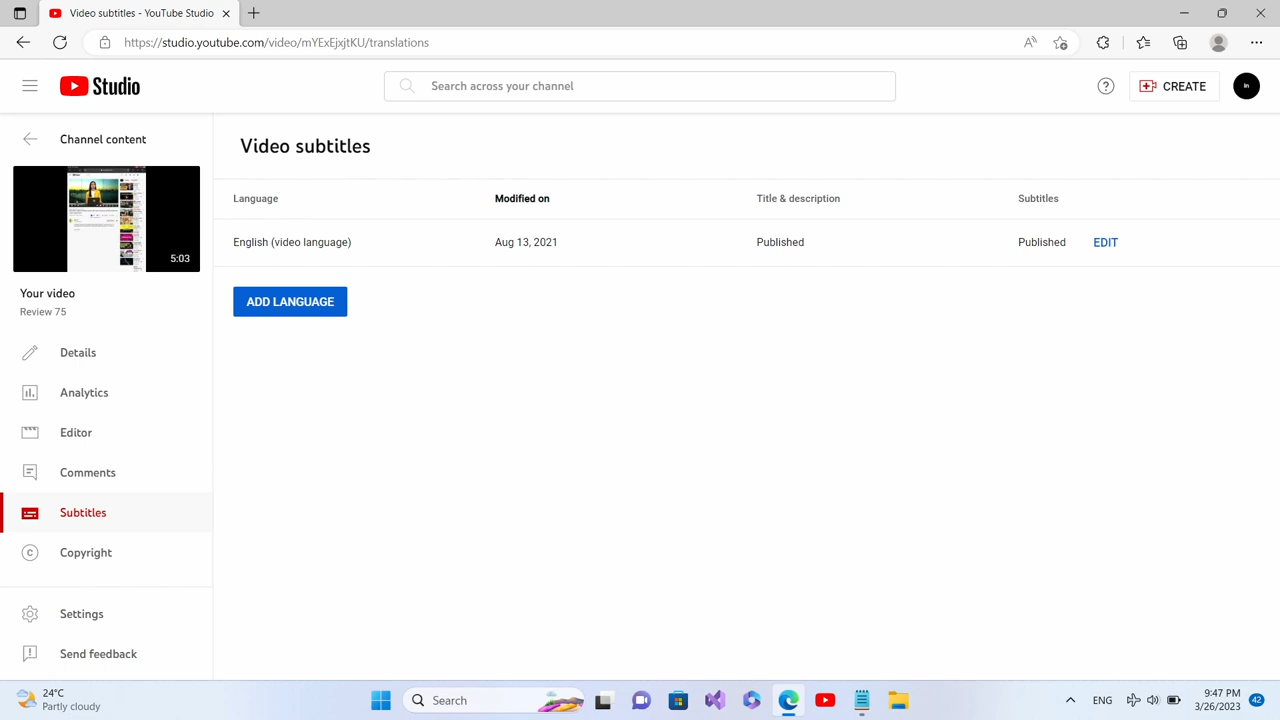 Video subtitles - YouTube Studio
https://studio.youtube.com/video/mYExEjxjtKU/translations
Studio
Search across your channel
CREATE
in
Channel content
5:03
Your video
Review 75
Details
Analytics
Editor
Comments
Subtitles
Copyright
Settings
Send feedback
Video subtitles
Language Modified on Title & description Subtitles
English (video language) Aug 13, 2021 Published Published EDIT
ADD LANGUAGE
24°C
Partly cloudy
Search
ENG
9:47 PM
3/26/2023
42